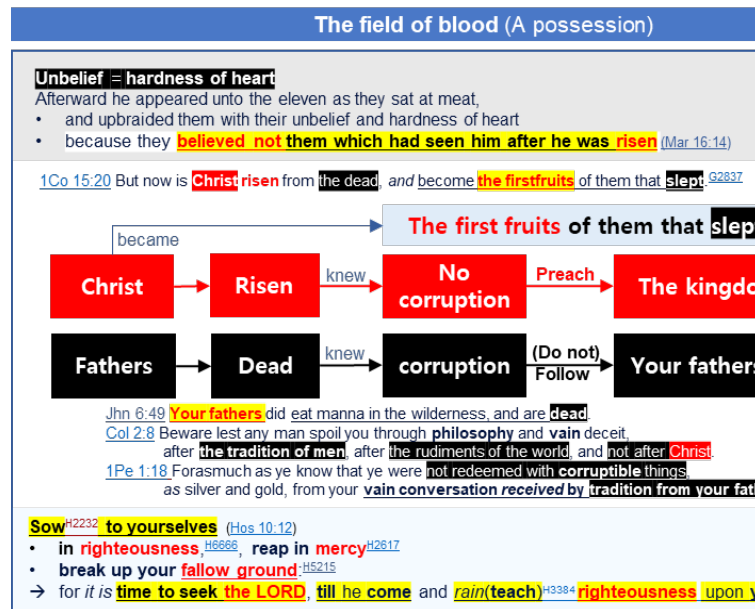 The field of blood (A possession)
Unbelief = hardness of heart
Afterward he appeared unto the eleven as they sat at meat,
• and upbraided them with their unbelief and hardness of heart
• because they believed not them which had seen him after he was risen (Mar 16:14)
1Co 15:20 But now is Christ risen from the dead, and become the firstfruits of them that slept.G2837
The first fruits of them that slep
became
Christ
Risen
knew
No
corruption
Preach
The kingdo
Fathers
Dead
knew
corruption
(Do not)
Follow
Your fathers
Jhn 6:49 Your fathers did eat manna in the wilderness, and are dead.
Col 2:8 Beware lest any man spoil you through philosophy and vain deceit,
after the tradition of men, after the rudiments of the world, and not after Christ.
1Pe 1:18 Forasmuch as ye know that ye were not redeemed with corruptible things,
as silver and gold, from your vain conversation received by tradition from your fat
Sow H2232 to yourselves (Hos 10:12)
• in righteousness,H6666, reap in mercyH2617
• break up your fallow ground:H5215
→ for it is time to seek the LORD, till he come and rain(teach)H3384 righteousness upon y